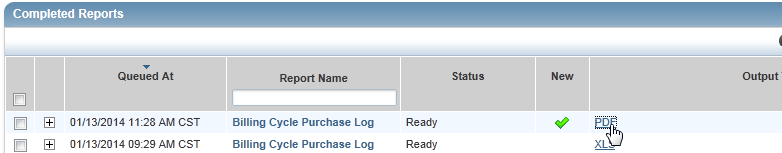 Completed Reports
Queued At Report Name Status New Output
01/13/2014 11:28 AM CST Billing Cycle Purchase Log Ready PDF
01/13/2014 09:29 AM CST Billing Cycle Purchase Log Ready XLS